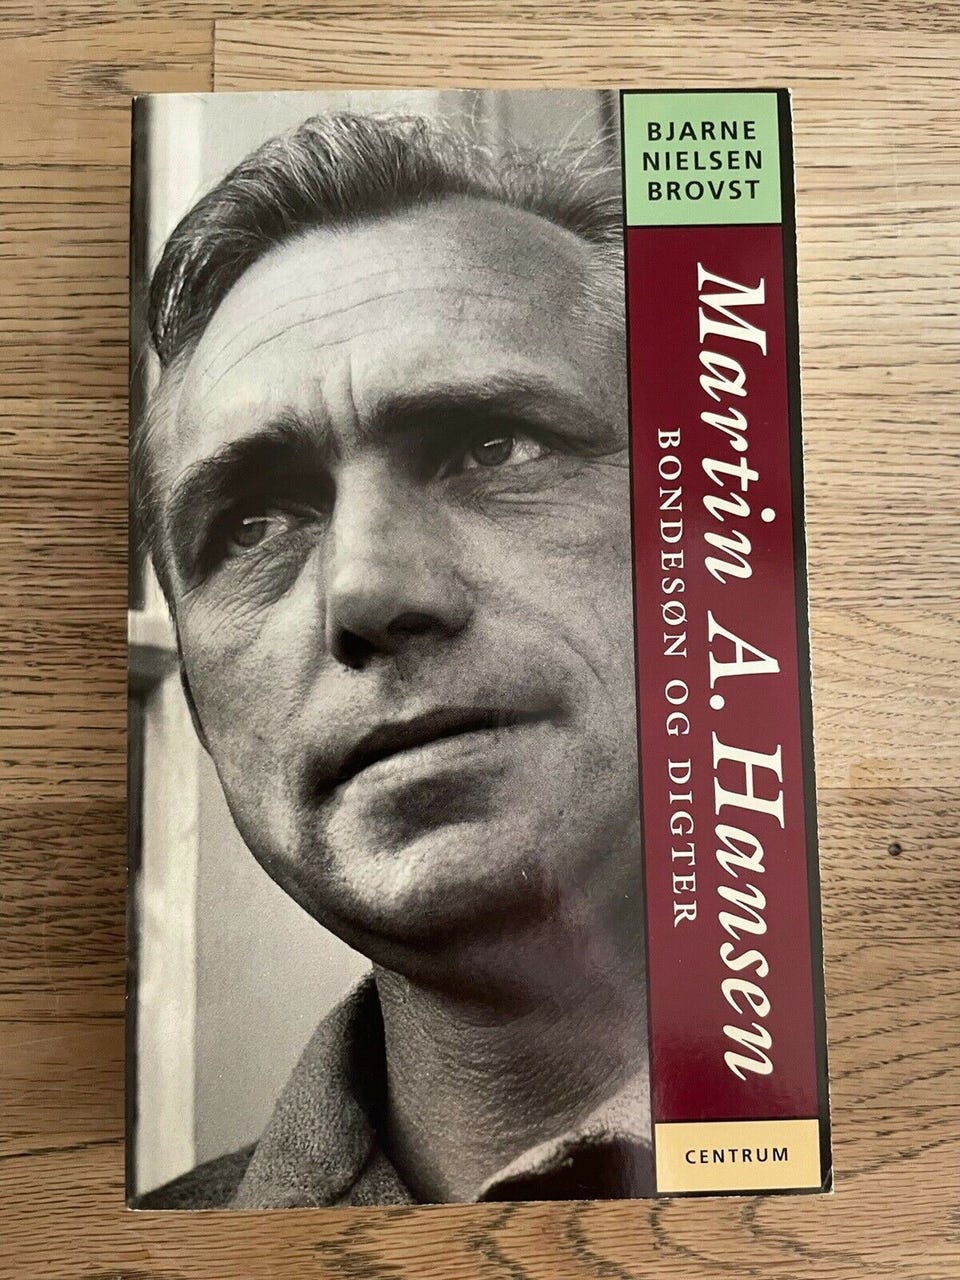 BJARNE
NIELSEN
BROVST
Martin A. Hansen
BONDESØN OG DIGTER
CENTRUM